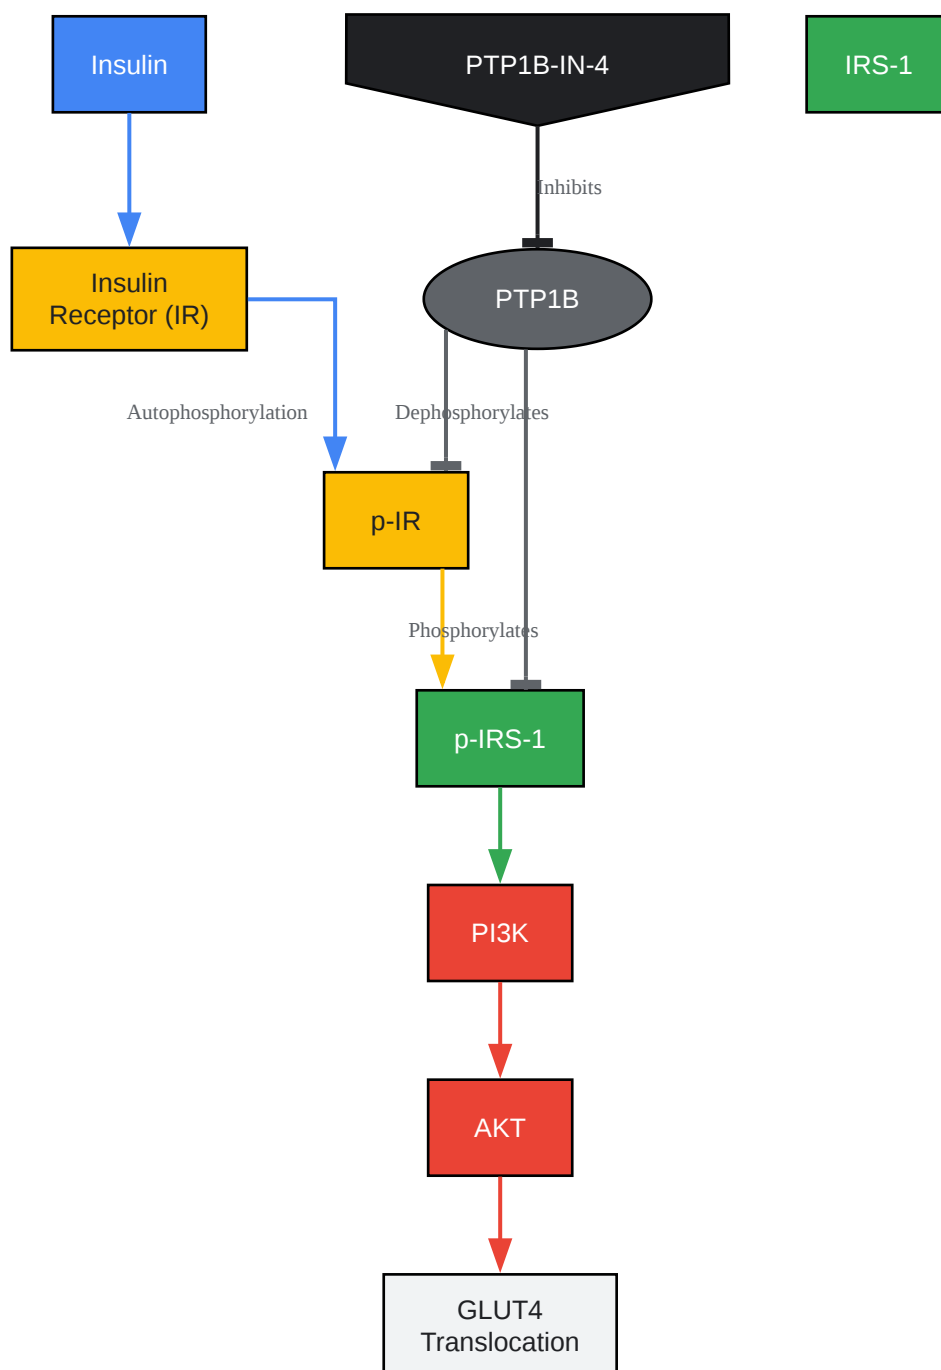 Insulin
PTP1B-IN-4
IRS-1
Inhibits
Insulin
Receptor (IR)
PTP1B
Autophosphorylation
Dephosphorylates
p-IR
Phosphorylates
p-IRS-1
PI3K
AKT
GLUT4
Translocation